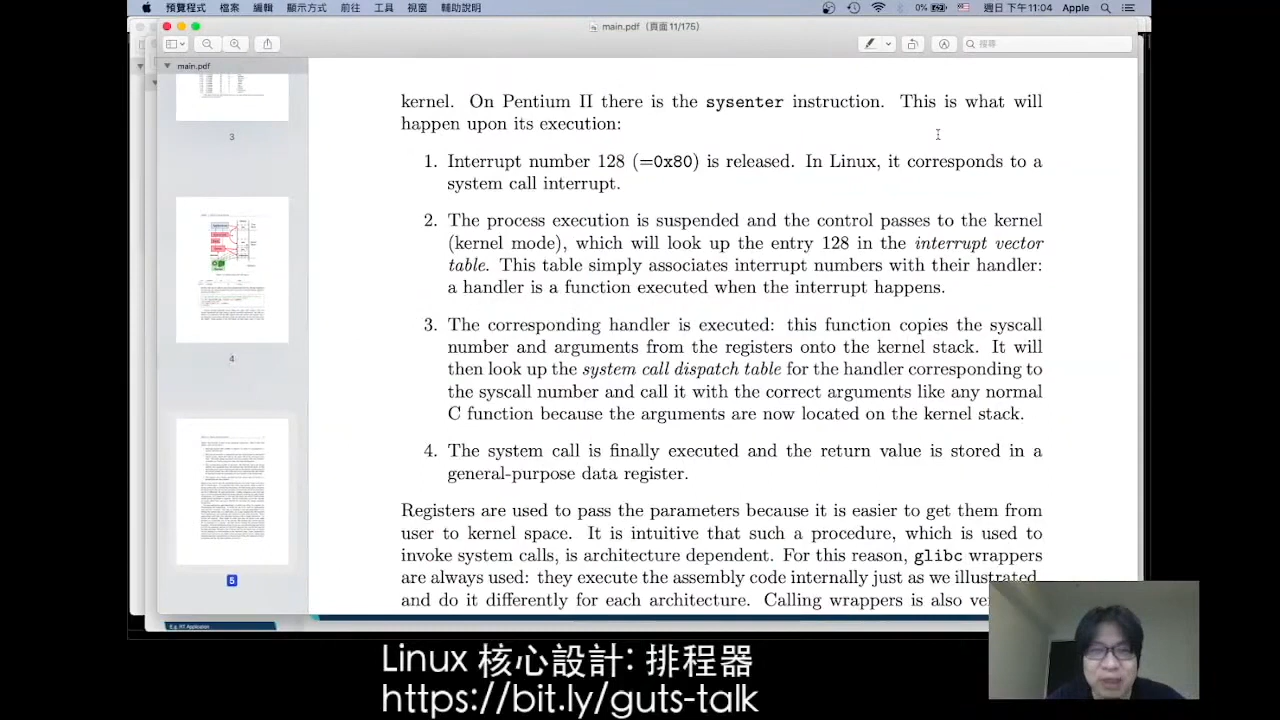 預覽程式 檔案 編輯 顯示方式 前往 工具 視窗 輔助說明 0% 週日下午11:04 Apple
main.pdf (頁面 11/175)
搜尋
main.pdf
3
4
5
kernel. On Pentium II there is the sysenter instruction. This is what will
happen upon its execution:
1. Interrupt number 128 (=0x80) is released. In Linux, it corresponds to a
system call interrupt.
2. The process execution is suspended and the control passes to the kernel
(kernel mode), which will look up the entry 128 in the interrupt vector
table. This table simply associates interrupt numbers with their handler:
a handler is a function executed when the interrupt happens.
3. The corresponding handler is executed: this function copies the syscall
number and arguments from the registers onto the kernel stack. It will
then look up the system call dispatch table for the handler corresponding to
the syscall number and call it with the correct arguments like any normal
C function because the arguments are now located on the kernel stack.
4. The system call is finally executed and the return value is stored in a
general purpose data register.
Registers are used to pass the parameters because it is easier to get them from
user to kernel space. It is intuitive that such a procedure, which is used to
invoke system calls, is architecture dependent. For this reason, glibc wrappers
are always used: they execute the assembly code internally just as we illustrated
and do it differently for each architecture. Calling wrappers is also
E.g. RT Application
Linux 核心設計: 排程器
https://bit.ly/guts-talk